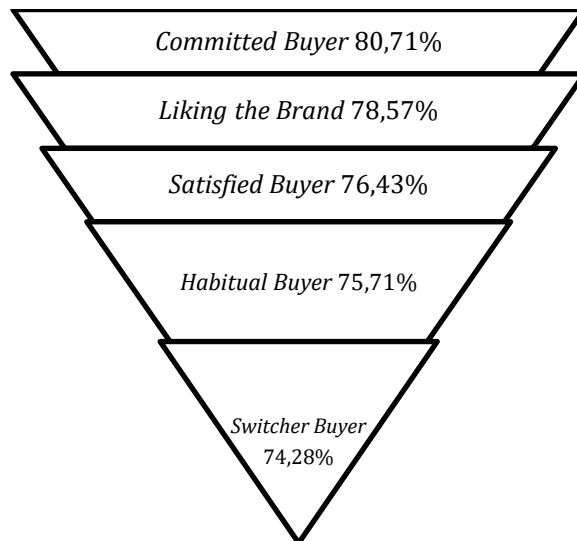 Committed Buyer 80,71%
Liking the Brand 78,57%
Satisfied Buyer 76,43%
Habitual Buyer 75,71%
Switcher Buyer
74,28%